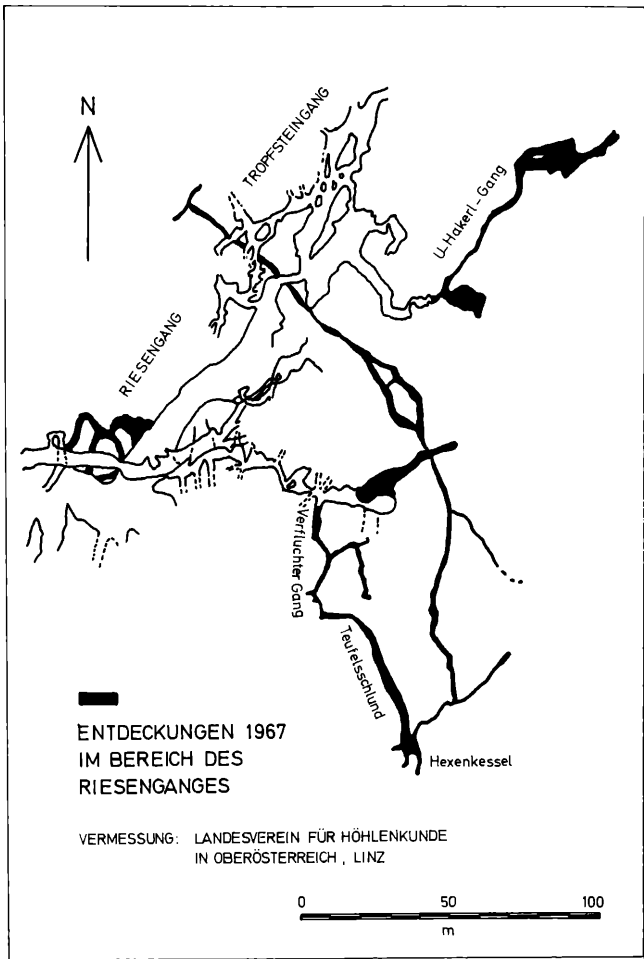 N
TROPFSTEINGANG
U-Hakerl-Gang
RIESENGANG
Verfluchter Gang
Teufelsschlund
Hexenkessel
ENTDECKUNGEN 1967
IM BEREICH DES
RIESENGANGES
VERMESSUNG: LANDESVEREIN FÜR HÖHLENKUNDE
IN OBERÖSTERREICH, LINZ
0 50 100
m